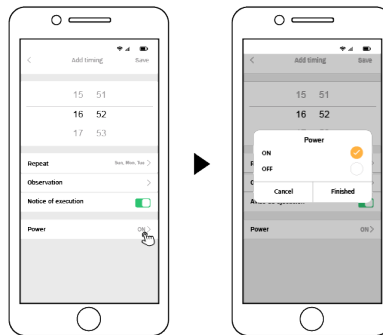 Add timing
Save
15 51
16 52
17 53
Repeat
Sun, Mon, Tue
Observation
Notice of execution
Power
ON
Add timing
Save
15 51
16 52
Power
ON
OFF
Cancel
Finished
Power
ON